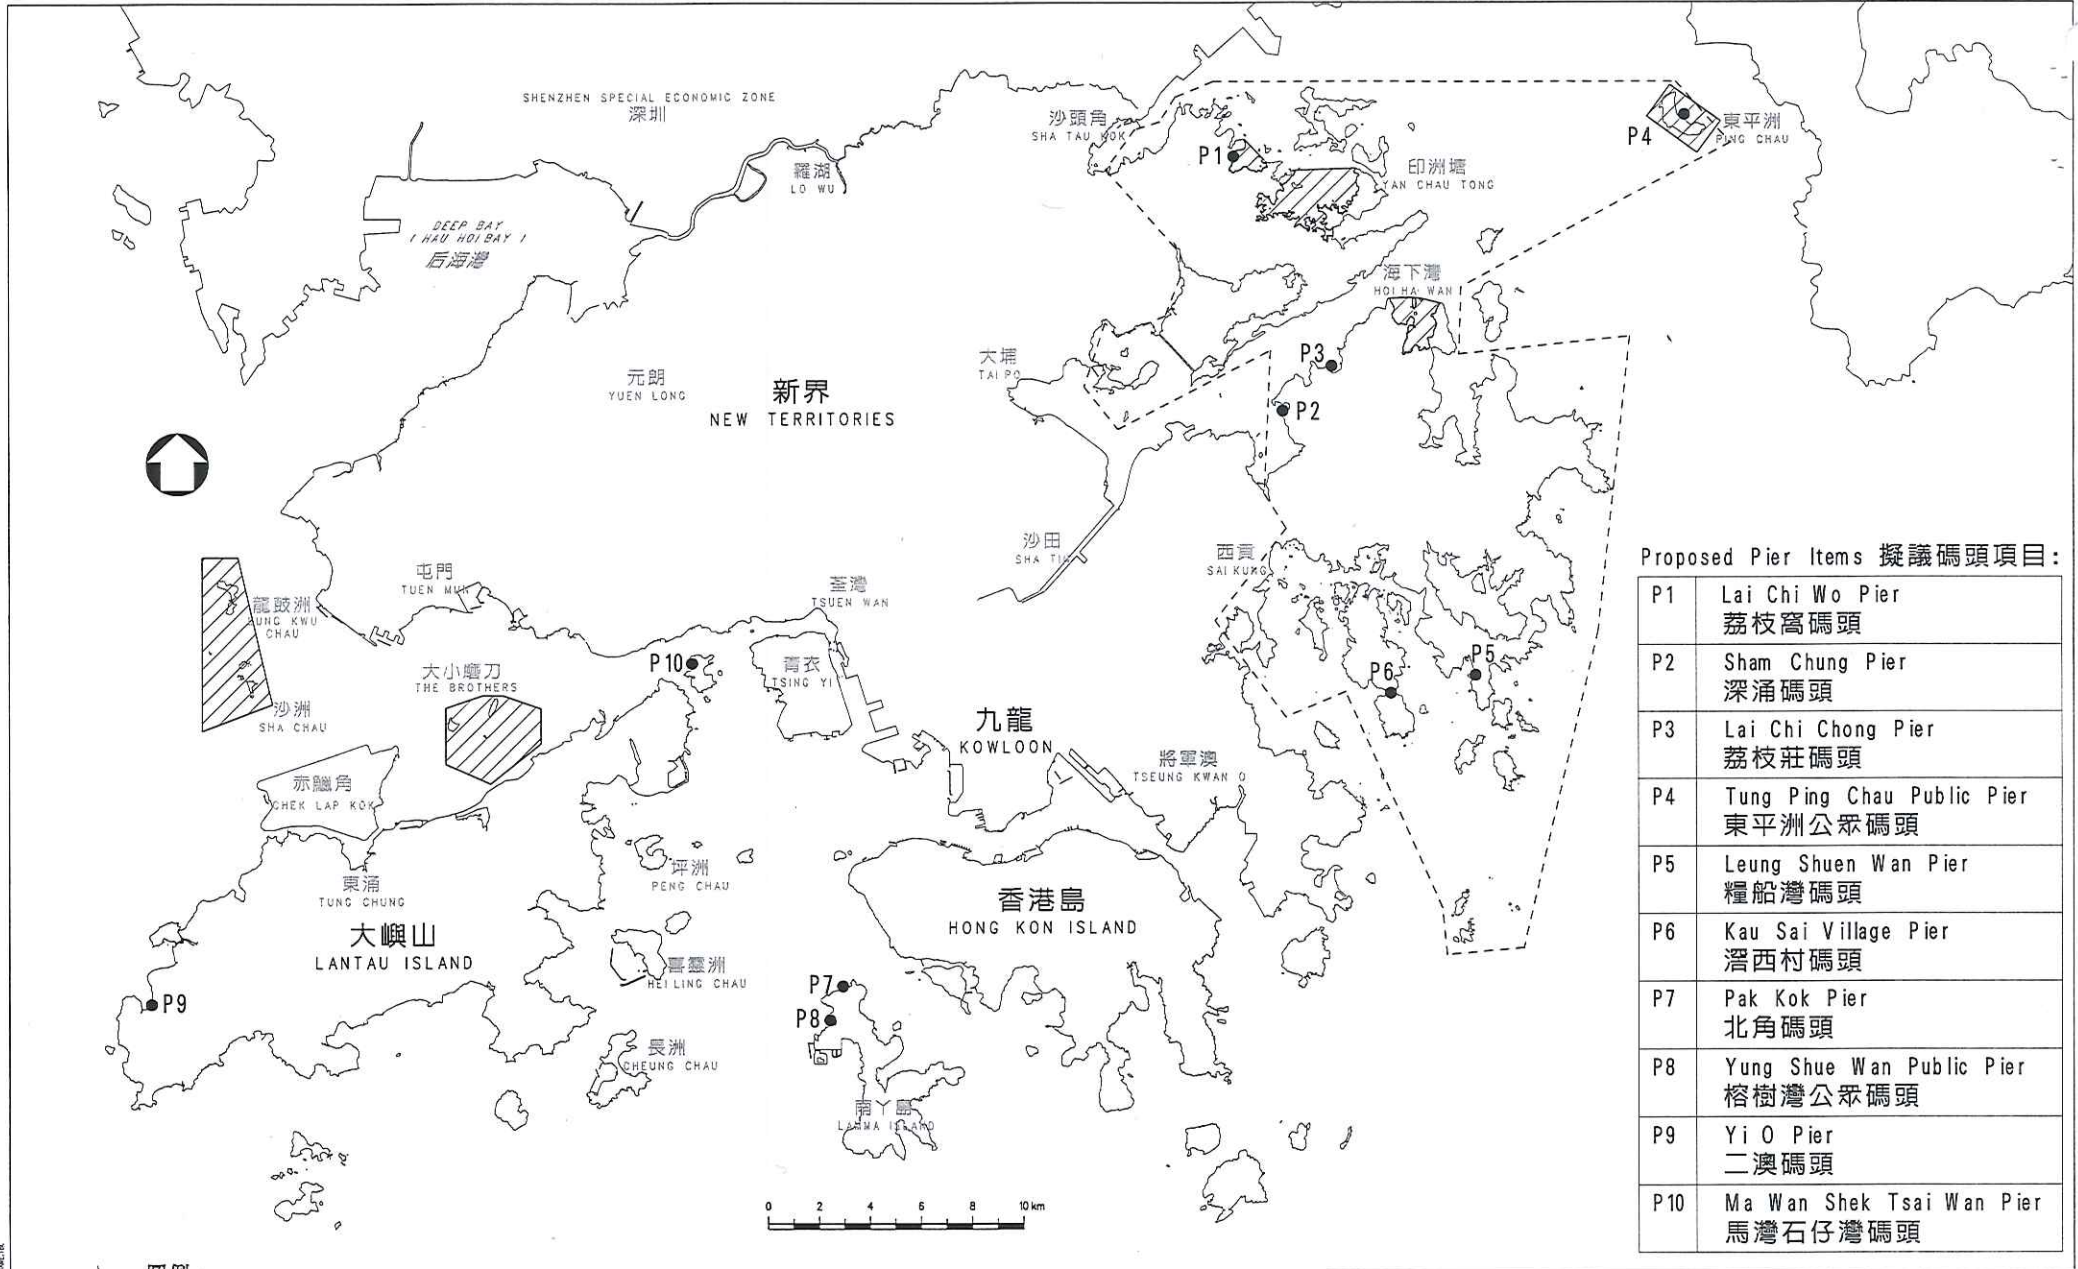 SHENZHEN SPECIAL ECONOMIC ZONE
深圳
沙頭角
SHA TAU KOK
P1
P4
東平洲
PING CHAU
羅湖
LO WU
印洲塘
YAN CHAU TONG
DEEP BAY
( HAU HOI BAY )
后海灣
海下灣
HOI HA WAN
大埔
TAI PO
P3
元朗
YUEN LONG
新界
NEW TERRITORIES
P2
沙田
SHA TIN
西貢
SAI KUNG
屯門
TUEN MUN
荃灣
TSUEN WAN
龍鼓洲
LUNG KWU
CHAU
大小磨刀
THE BROTHERS
P10
青衣
TSING YI
P6
P5
沙洲
SHA CHAU
九龍
KOWLOON
將軍澳
TSEUNG KWAN O
赤鱲角
CHEK LAP KOK
東涌
TUNG CHUNG
坪洲
PENG CHAU
大嶼山
LANTAU ISLAND
香港島
HONG KON ISLAND
喜靈洲
HEI LING CHAU
P9
P7
P8
長洲
CHEUNG CHAU
南丫島
LAMMA ISLAND
0 2 4 6 8 10 km
Proposed Pier Items 擬議碼頭項目:
P1 Lai Chi Wo Pier
荔枝窩碼頭
P2 Sham Chung Pier
深涌碼頭
P3 Lai Chi Chong Pier
荔枝莊碼頭
P4 Tung Ping Chau Public Pier
東平洲公眾碼頭
P5 Leung Shuen Wan Pier
糧船灣碼頭
P6 Kau Sai Village Pier
滘西村碼頭
P7 Pak Kok Pier
北角碼頭
P8 Yung Shue Wan Public Pier
榕樹灣公眾碼頭
P9 Yi O Pier
二澳碼頭
P10 Ma Wan Shek Tsai Wan Pier
馬灣石仔灣碼頭